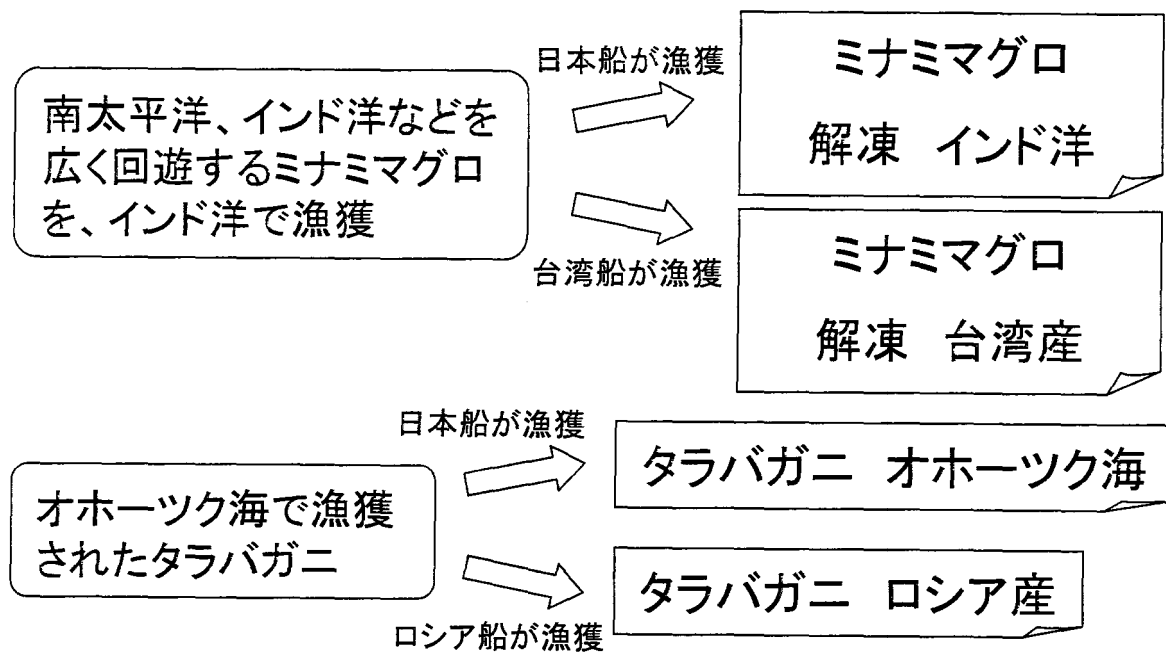 日本船が漁獲
ミナミマグロ
解凍 インド洋
南太平洋、インド洋などを
広く回遊するミナミマグロ
を、インド洋で漁獲
台湾船が漁獲
ミナミマグロ
解凍 台湾産
日本船が漁獲
タラバガニ オホーツク海
オホーツク海で漁獲
されたタラバガニ
タラバガニ ロシア産
ロシア船が漁獲